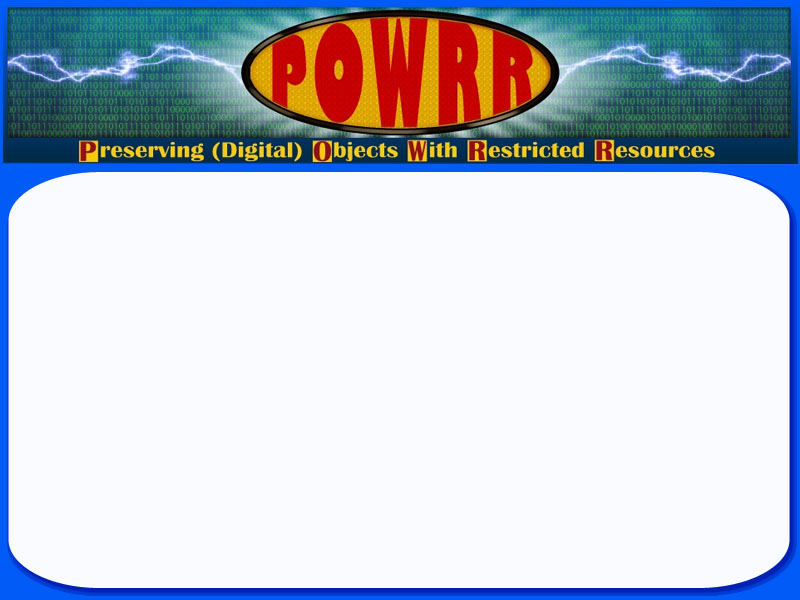 POWRR
Preserving (Digital) Objects With Restricted Resources